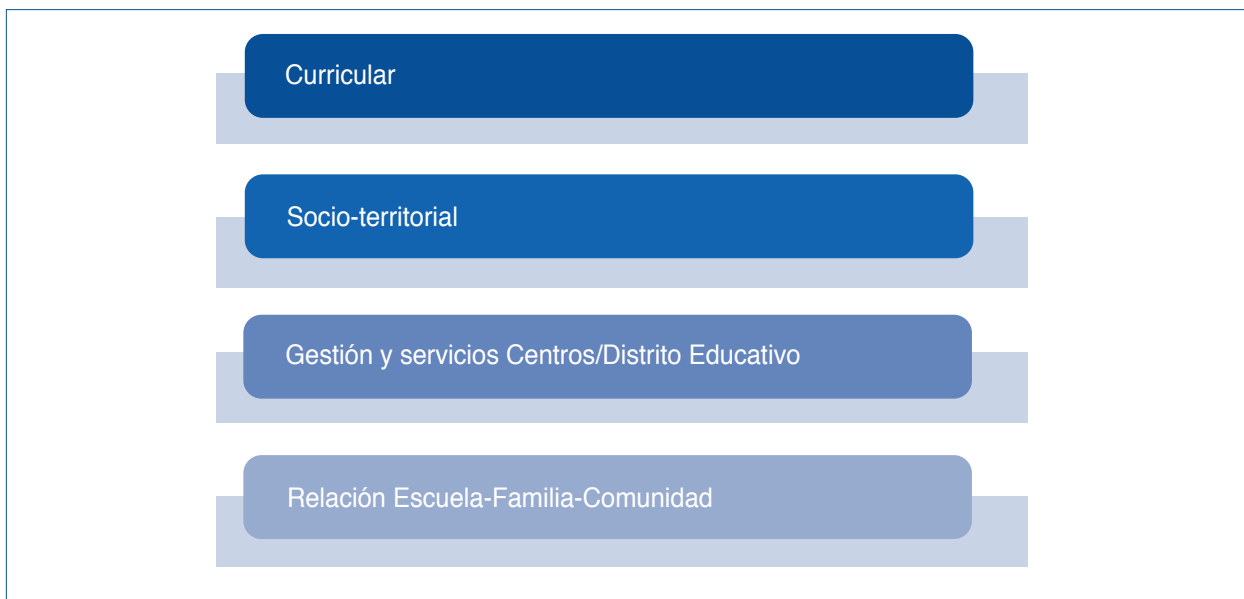 Curricular
Socio-territorial
Gestión y servicios Centros/Distrito Educativo
Relación Escuela-Familia-Comunidad